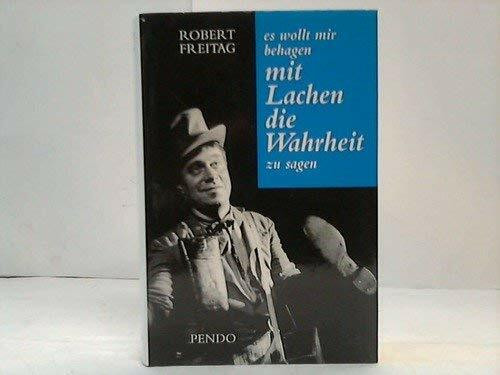 ROBERT
FREITAG
es wollt mir
behagen
mit
Lachen
die
Wahrheit
zu sagen
PENDO